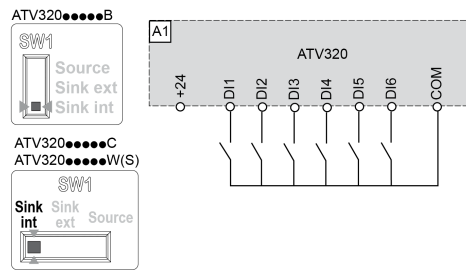 ATV320●●●●●B
SW1
Source
Sink ext
Sink int
ATV320●●●●●C
ATV320●●●●●W(S)
SW1
Sink int
Sink ext
Source
A1
ATV320
+24
DI1
DI2
DI3
DI4
DI5
DI6
COM